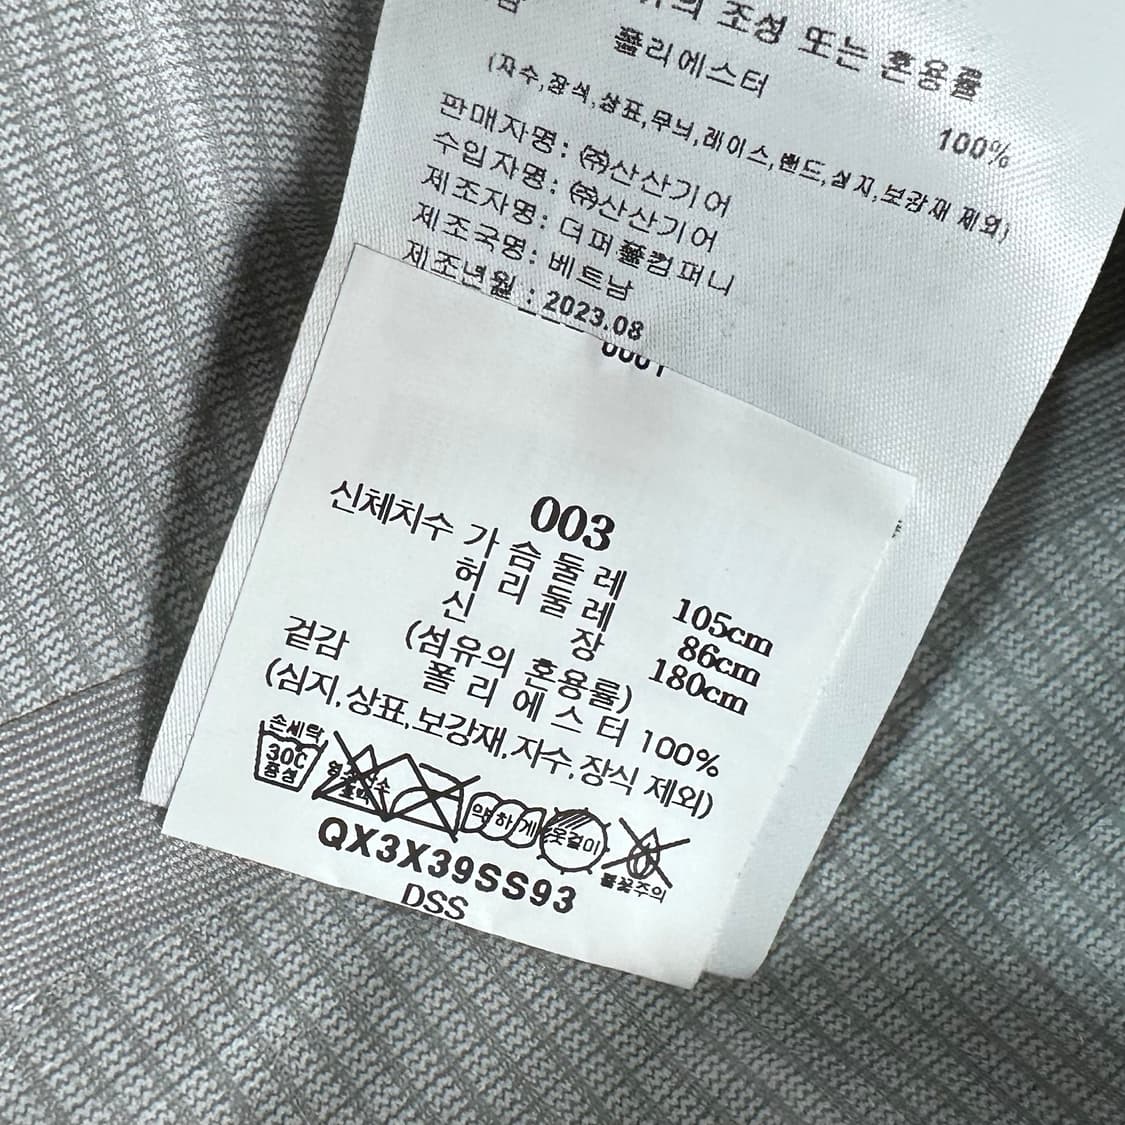 조성 또는 혼용률
폴리에스터 100%
(자수,장식,상표,무늬,레이스,밴드,심지,보강재 제외)
판매자명 : ㈜산산기어
수입자명 : ㈜산산기어
제조자명 : 더퍼플컴퍼니
제조국명 : 베트남
제조년월 : 2023.08
0001
003
신체치수 가슴둘레 105cm
허리둘레 86cm
신장 180cm
(섬유의 혼용률)
겉감 폴리에스터 100%
(심지,상표,보강재,자수,장식 제외)
손세탁
30C
중성
약하게
옷걸이
불꽃주의
QX3X39SS93
DSS